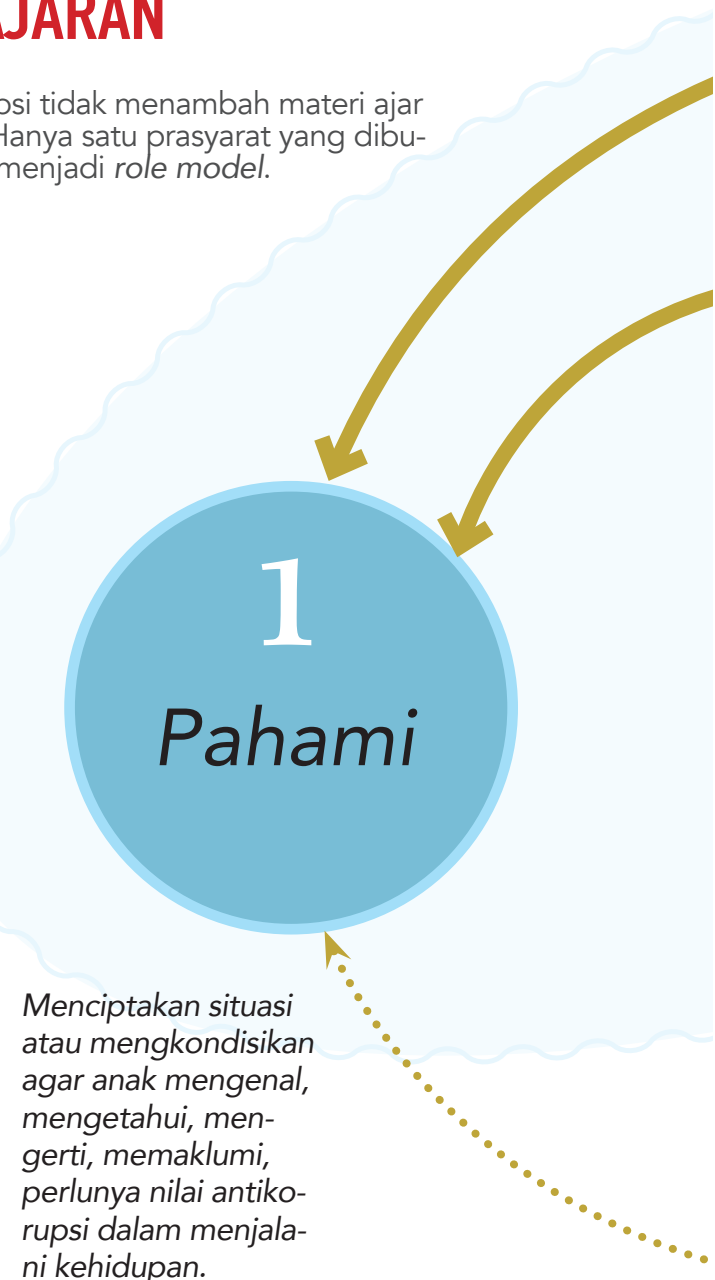 AJARAN
osi tidak menambah materi ajar
Hanya satu prasyarat yang dibu-
menjadi role model.
1
Pahami
Menciptakan situasi
atau mengkondisikan
agar anak mengenal,
mengetahui, men-
gerti, memaklumi,
perlunya nilai antiko-
rupsi dalam menjala-
ni kehidupan.